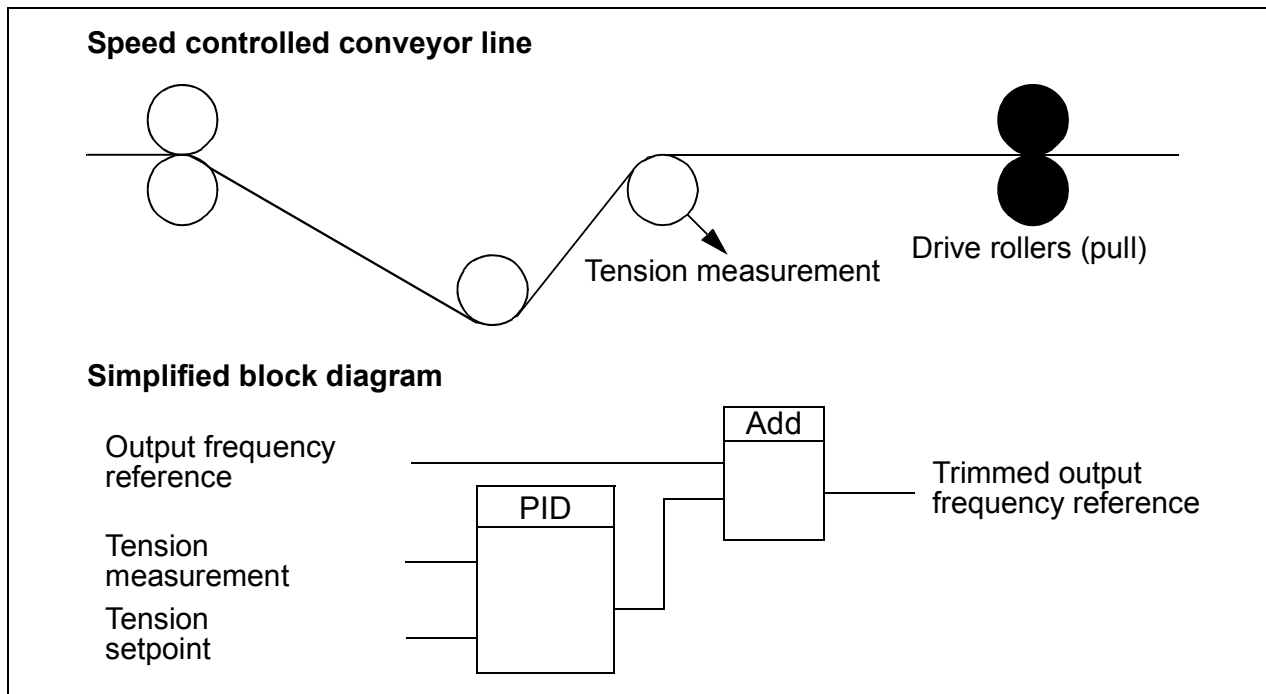 Speed controlled conveyor line
Tension measurement
Drive rollers (pull)
Simplified block diagram
Output frequency
reference
Add
PID
Trimmed output
frequency reference
Tension
measurement
Tension
setpoint